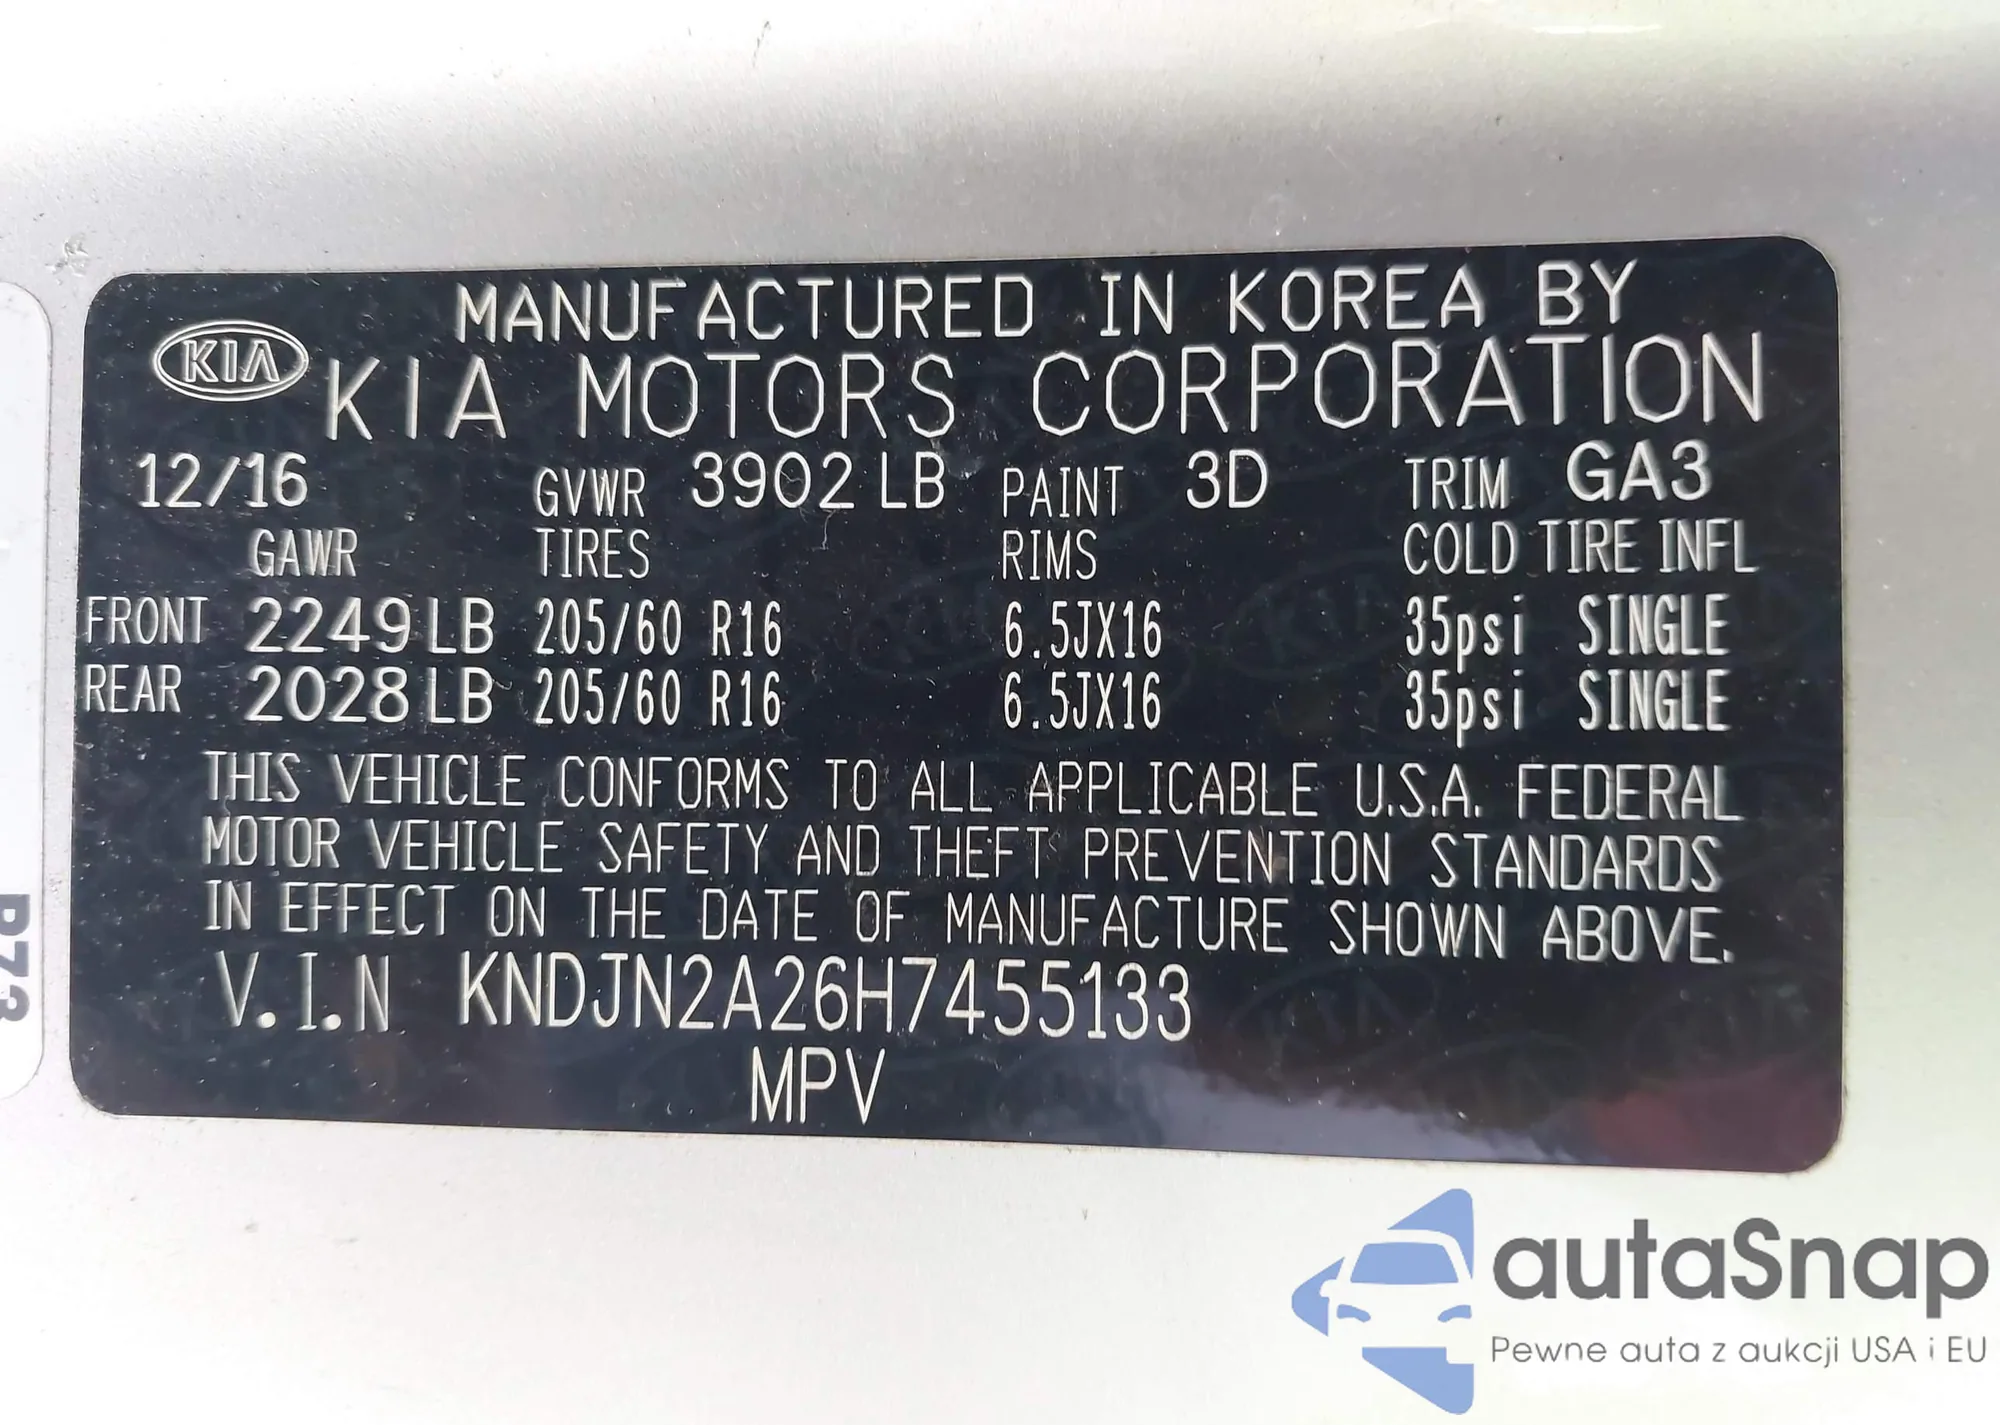 MANUFACTURED IN KOREA BY
KIA KIA MOTORS CORPORATION
12/16 GVWR 3902 LB PAINT 3D TRIM GA3
GAWR TIRES RIMS COLD TIRE INFL
FRONT 2249 LB 205/60 R16 6.5JX16 35psi SINGLE
REAR 2028 LB 205/60 R16 6.5JX16 35psi SINGLE
THIS VEHICLE CONFORMS TO ALL APPLICABLE U.S.A. FEDERAL
MOTOR VEHICLE SAFETY AND THEFT PREVENTION STANDARDS
IN EFFECT ON THE DATE OF MANUFACTURE SHOWN ABOVE.
V.I.N KNDJN2A26H7455133
MPV
autaSnap
Pewne auta z aukcji USA i EU